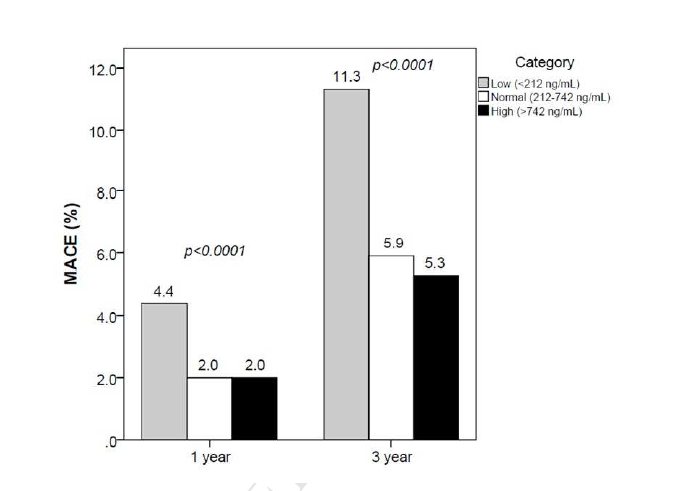 p<0.0001
12.0
11.3
10.0
8.0
6.0
4.0
2.0
.0
MACE (%)
p<0.0001
4.4
2.0
2.0
5.9
5.3
1 year
3 year
Category
Low (<212 ng/mL)
Normal (212-742 ng/mL)
High (>742 ng/mL)